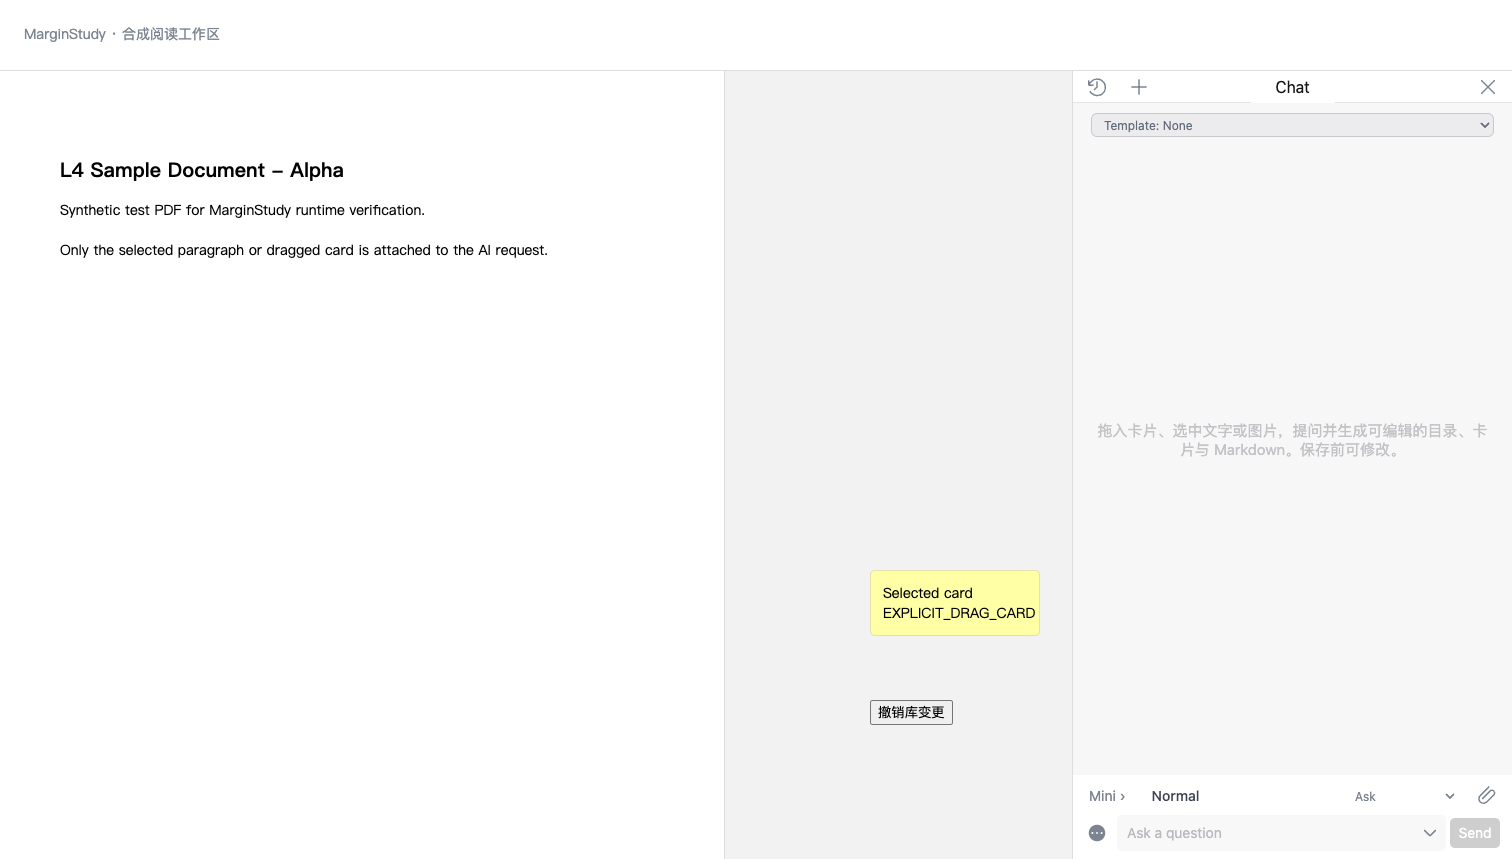 MarginStudy · 合成阅读工作区
L4 Sample Document – Alpha
Synthetic test PDF for MarginStudy runtime verification.
Only the selected paragraph or dragged card is attached to the AI request.
Selected card
EXPLICIT_DRAG_CARD
撤销库变更
Chat
Template: None
拖入卡片、选中文字或图片，提问并生成可编辑的目录、卡
片与 Markdown。保存前可修改。
Mini › Normal Ask
Ask a question Send